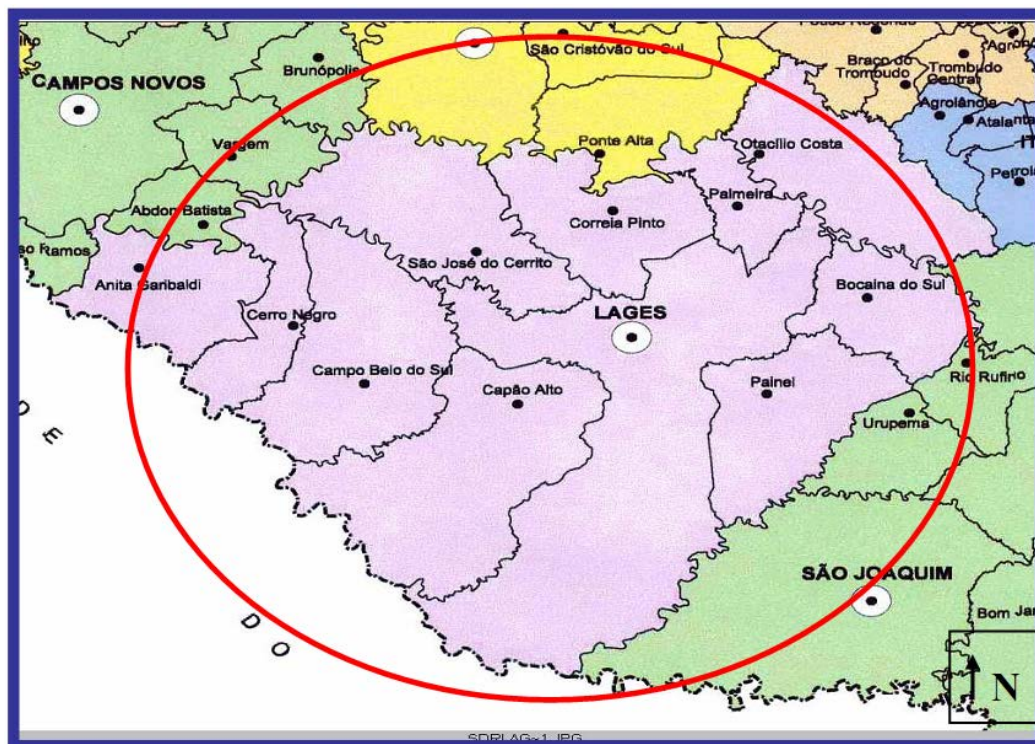 São Cristóvão do Sul
Brunópolis
Braço do
Trombudo
Trombudo
Central
CAMPOS NOVOS
Agrolândia
Vargem
Ponte Alta
Otacílio Costa
Palmeira
Abdon Batista
Correia Pinto
Ramos
São José do Cerrito
Anita Garibaldi
Bocaina do Sul
Cerro Negro
LAGES
Campo Belo do Sul
Capão Alto
Painel
Rio Rufino
Urupema
D E
SÃO JOAQUIM
D O
Bom Jar
N